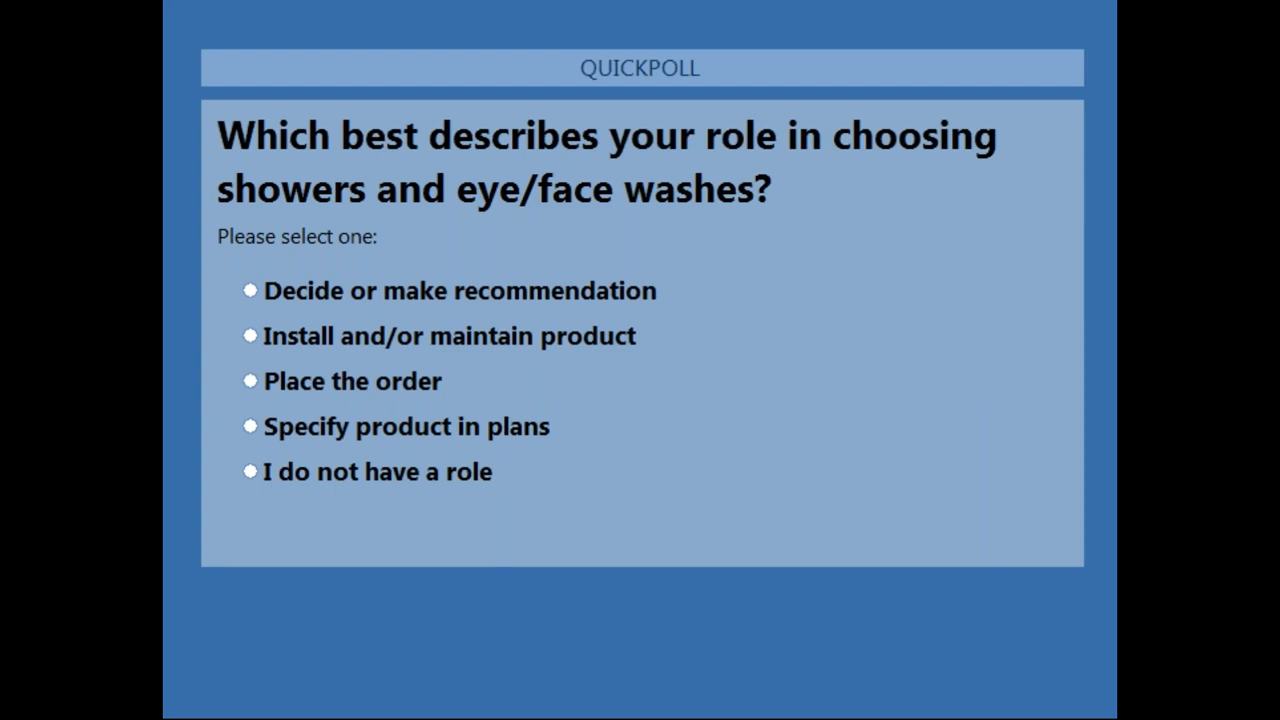 QUICKPOLL
Which best describes your role in choosing
showers and eye/face washes?
Please select one:
Decide or make recommendation
Install and/or maintain product
Place the order
Specify product in plans
I do not have a role